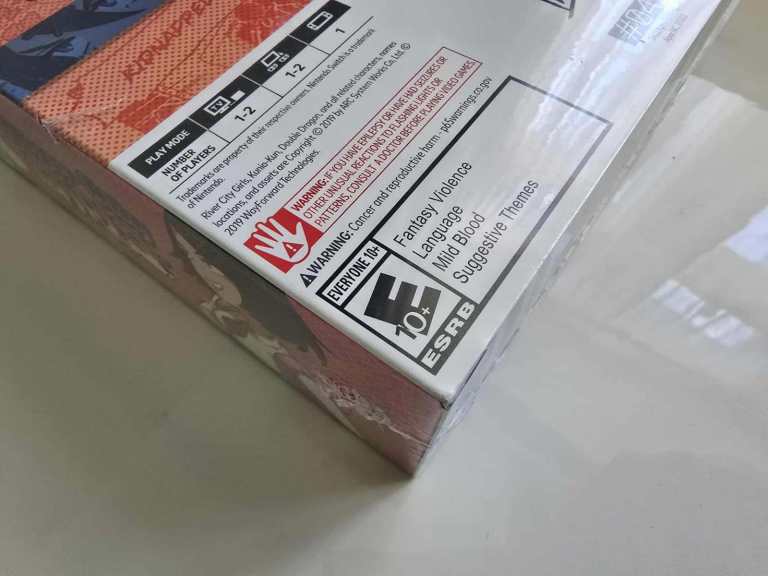 KIDNAPPED
PLAY MODE
TV
NUMBER
OF PLAYERS
1-2
1-2
1
Trademarks are property of their respective owners. Nintendo Switch is a trademark
of Nintendo.
River City Girls, Kunio-Kun, Double Dragon, and all related characters, names
locations, and assets are Copyright © 2019 by ARC System Works Co., Ltd. ©
2019 WayForward Technologies.
WARNING: IF YOU HAVE EPILEPSY OR HAVE HAD SEIZURES OR
OTHER UNUSUAL REACTIONS TO FLASHING LIGHTS OR
PATTERNS, CONSULT A DOCTOR BEFORE PLAYING VIDEO GAMES.
WARNING: Cancer and reproductive harm - p65warnings.ca.gov
EVERYONE 10+
E
10+
ESRB
Fantasy Violence
Language
Mild Blood
Suggestive Themes